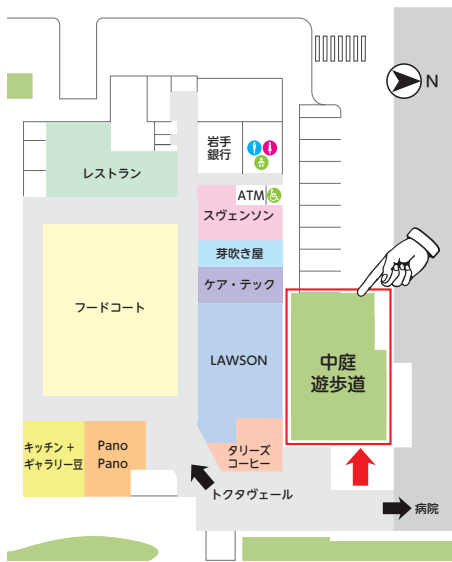 N
岩手
銀行
レストラン
ATM
スヴェンソン
芽吹き屋
ケア・テック
フードコート
LAWSON
中庭
遊歩道
キッチン +
ギャラリー豆
Pano
Pano
タリーズ
コーヒー
トクタヴェール
病院